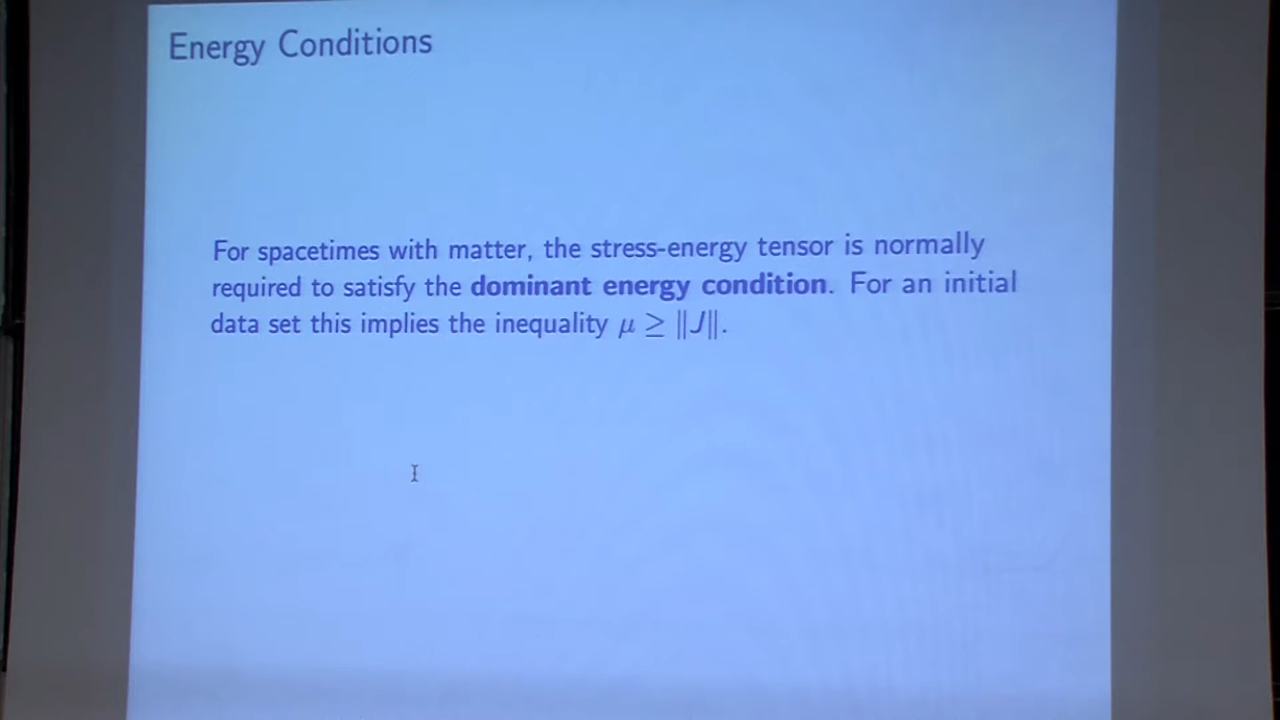 Energy Conditions
For spacetimes with matter, the stress-energy tensor is normally
required to satisfy the dominant energy condition. For an initial
data set this implies the inequality μ ≥ ‖J‖.